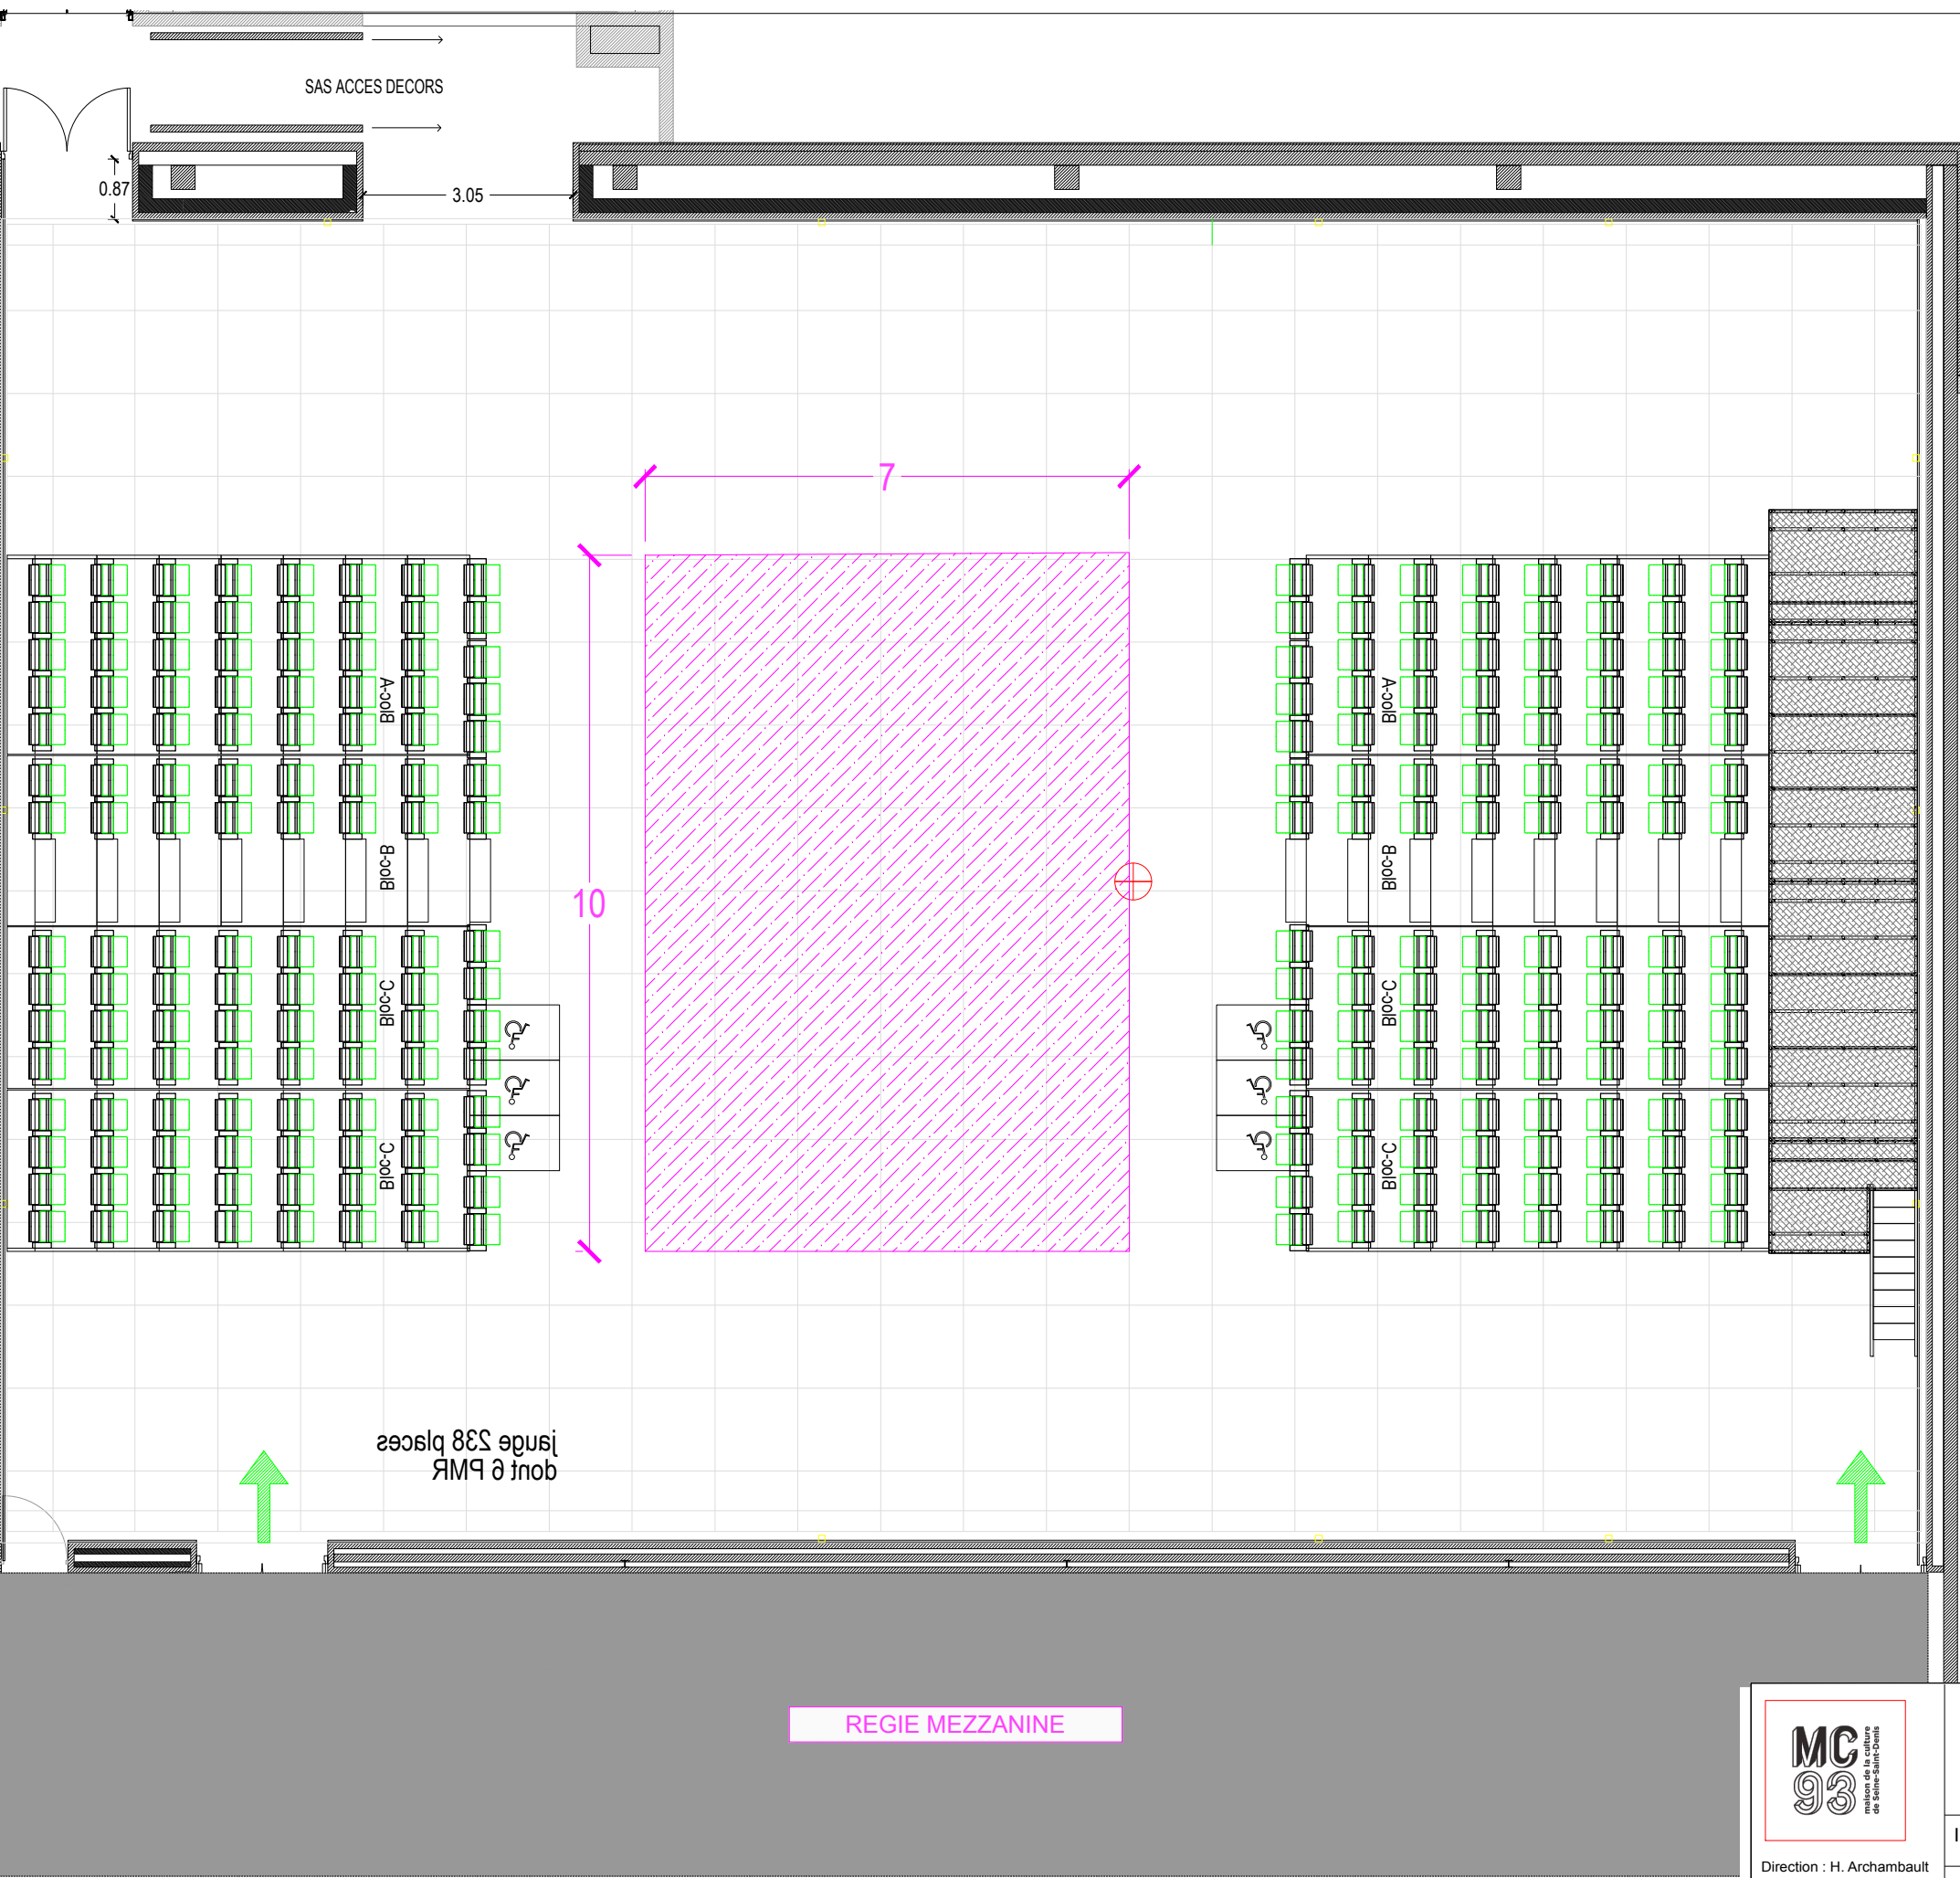 SAS ACCES DECORS
0.87
3.05
7
10
Bloc-A
Bloc-B
Bloc-C
Bloc-C
Bloc-A
Bloc-B
Bloc-C
Bloc-C
jauge 238 places
dont 6 PMR
REGIE MEZZANINE
MC
93
maison de la culture
de Seine-Saint-Denis
Direction : H. Archambault